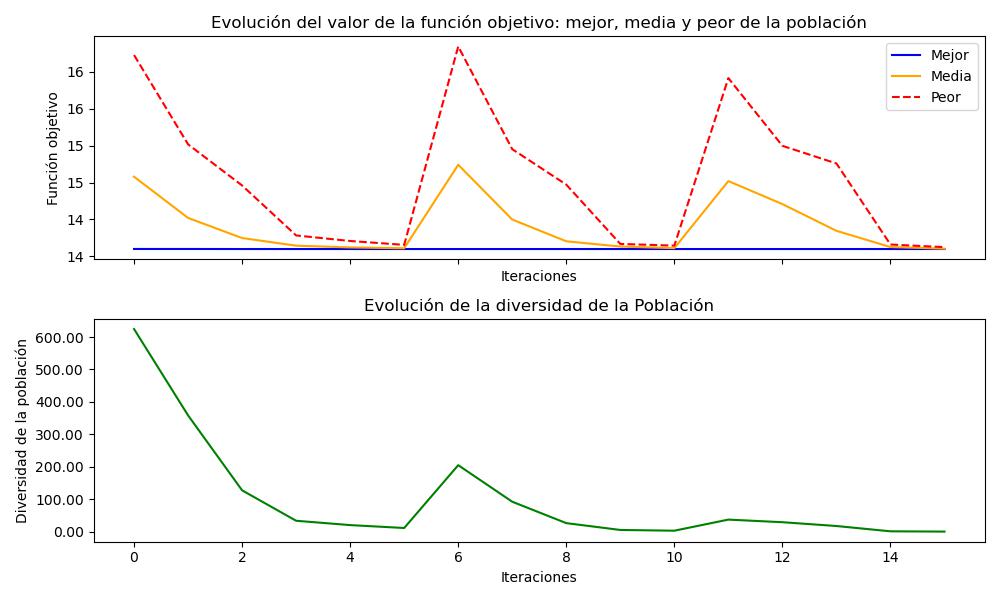 Evolución del valor de la función objetivo: mejor, media y peor de la población
Función objetivo
16
16
15
15
14
14
Mejor
Media
Peor
Iteraciones
Evolución de la diversidad de la Población
Diversidad de la población
600.00
500.00
400.00
300.00
200.00
100.00
0.00
0 2 4 6 8 10 12 14
Iteraciones